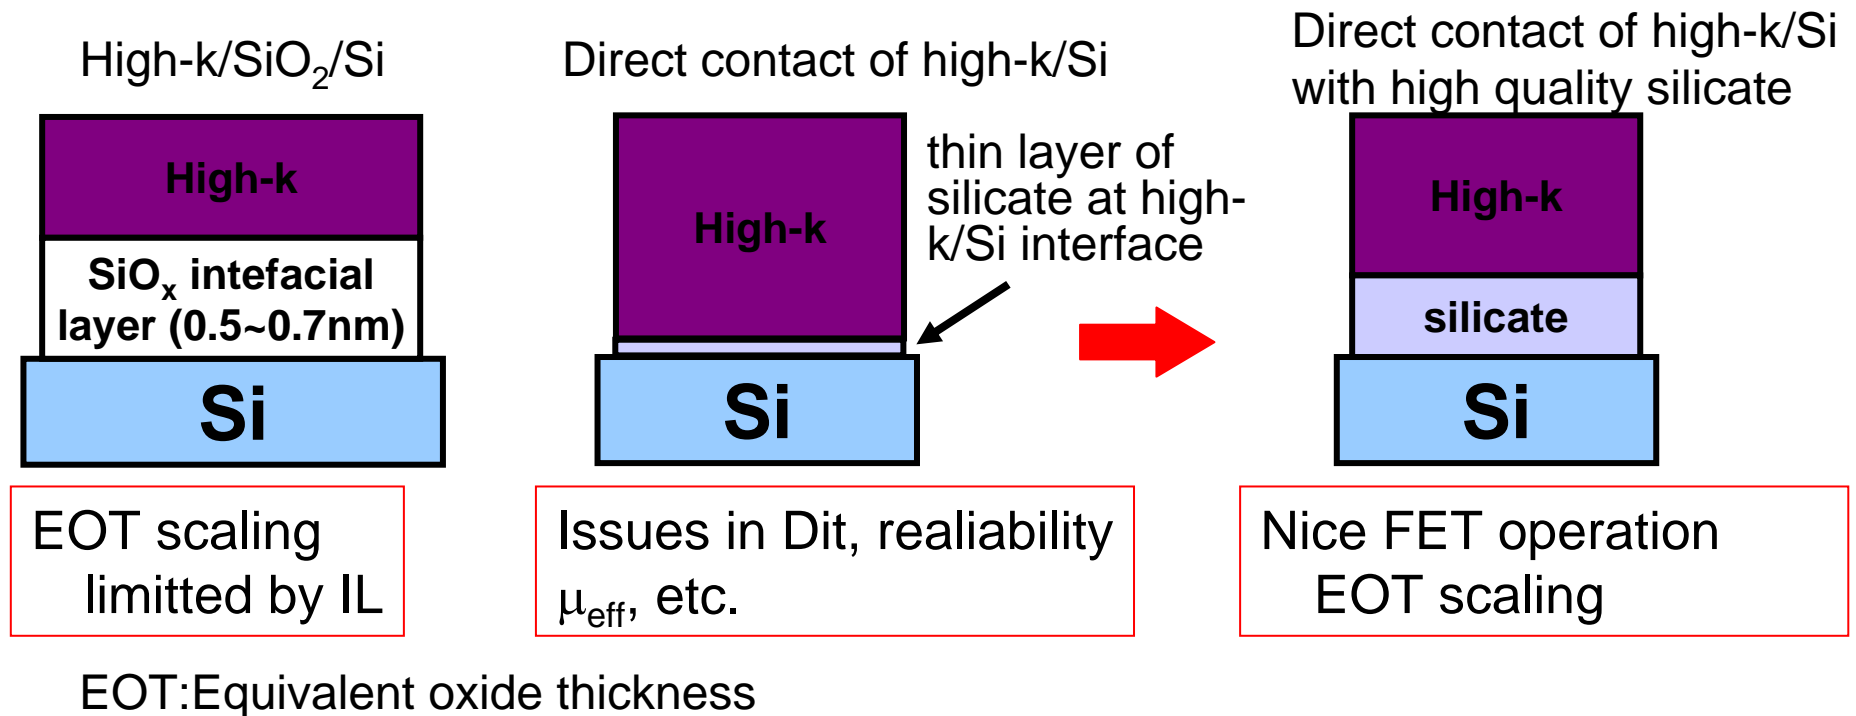 High-k/SiO₂/Si
High-k
SiOₓ intefacial
layer (0.5~0.7nm)
Si
EOT scaling
limitted by IL
Direct contact of high-k/Si
High-k
thin layer of
silicate at high-
k/Si interface
Si
Issues in Dit, realiability
μeff, etc.
Direct contact of high-k/Si
with high quality silicate
High-k
silicate
Si
Nice FET operation
EOT scaling
EOT:Equivalent oxide thickness